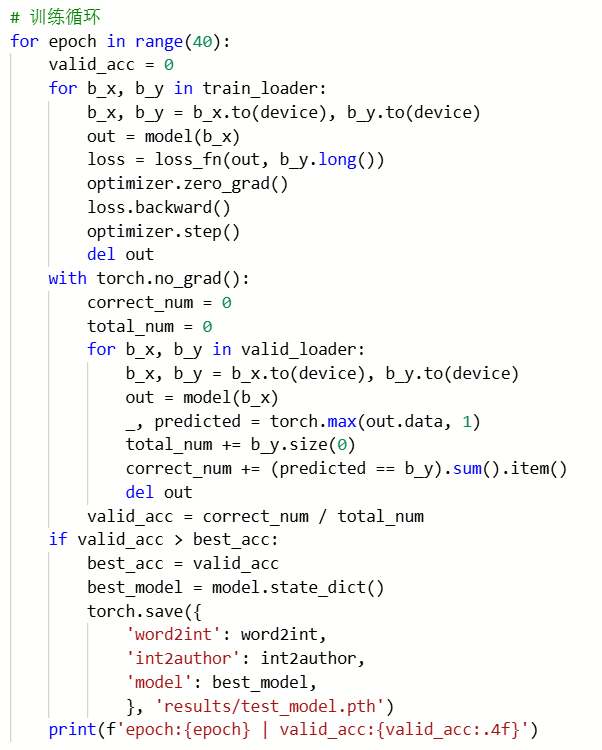 # 训练循环
for epoch in range(40):
    valid_acc = 0
    for b_x, b_y in train_loader:
        b_x, b_y = b_x.to(device), b_y.to(device)
        out = model(b_x)
        loss = loss_fn(out, b_y.long())
        optimizer.zero_grad()
        loss.backward()
        optimizer.step()
        del out
    with torch.no_grad():
        correct_num = 0
        total_num = 0
        for b_x, b_y in valid_loader:
            b_x, b_y = b_x.to(device), b_y.to(device)
            out = model(b_x)
            _, predicted = torch.max(out.data, 1)
            total_num += b_y.size(0)
            correct_num += (predicted == b_y).sum().item()
            del out
        valid_acc = correct_num / total_num
    if valid_acc > best_acc:
        best_acc = valid_acc
        best_model = model.state_dict()
        torch.save({
            'word2int': word2int,
            'int2author': int2author,
            'model': best_model,
            }, 'results/test_model.pth')
    print(f'epoch:{epoch} | valid_acc:{valid_acc:.4f}')